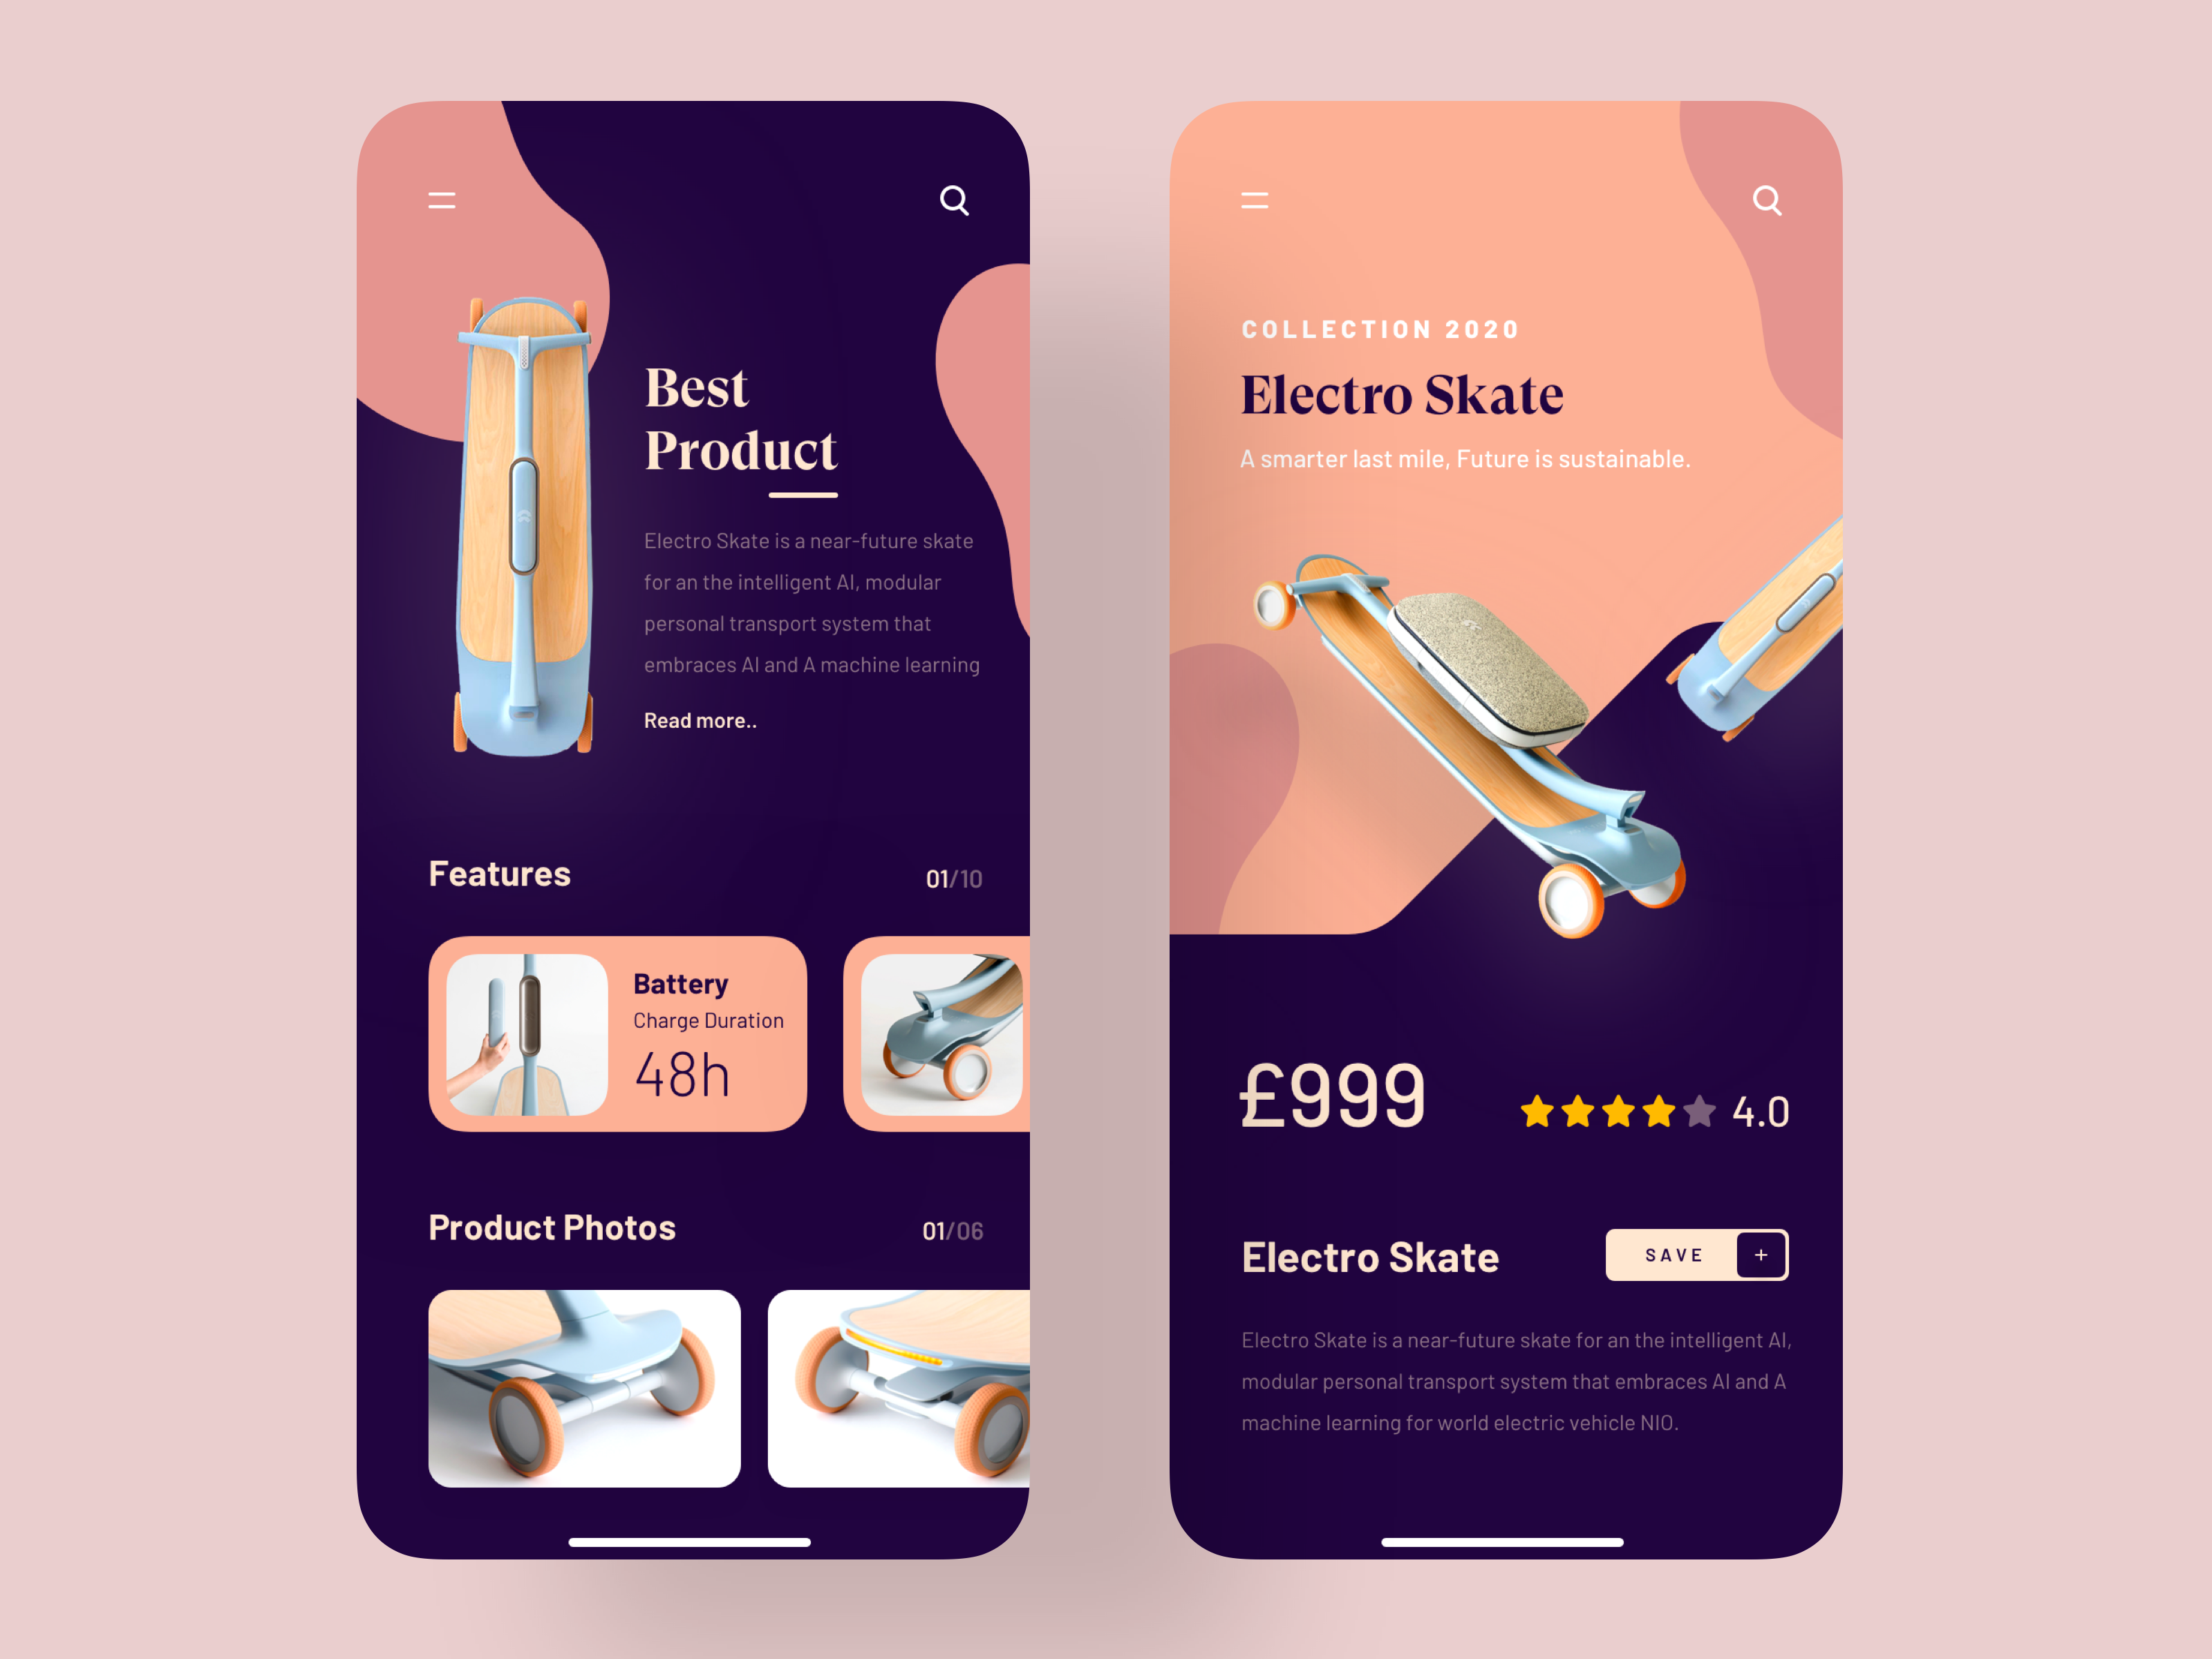 Best
Product
Electro Skate is a near-future skate
for an the intelligent AI, modular
personal transport system that
embraces AI and A machine learning
Read more..
Features
01/10
Battery
Charge Duration
48h
Product Photos
01/06
COLLECTION 2020
Electro Skate
A smarter last mile, Future is sustainable.
£999
4.0
Electro Skate
SAVE +
Electro Skate is a near-future skate for an the intelligent AI,
modular personal transport system that embraces AI and A
machine learning for world electric vehicle NIO.